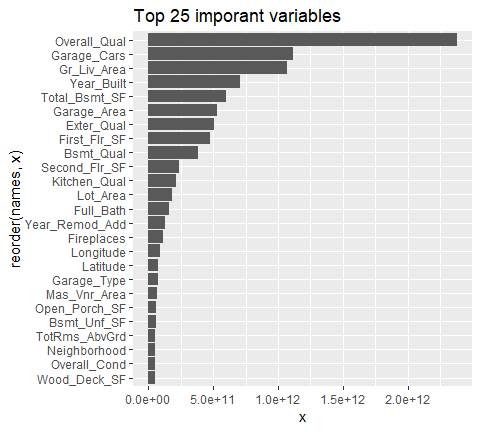 Top 25 imporant variables
reorder(names, x)
Overall_Qual
Garage_Cars
Gr_Liv_Area
Year_Built
Total_Bsmt_SF
Garage_Area
Exter_Qual
First_Flr_SF
Bsmt_Qual
Second_Flr_SF
Kitchen_Qual
Lot_Area
Full_Bath
Year_Remod_Add
Fireplaces
Longitude
Latitude
Garage_Type
Mas_Vnr_Area
Open_Porch_SF
Bsmt_Unf_SF
TotRms_AbvGrd
Neighborhood
Overall_Cond
Wood_Deck_SF
0.0e+00 5.0e+11 1.0e+12 1.5e+12 2.0e+12
x